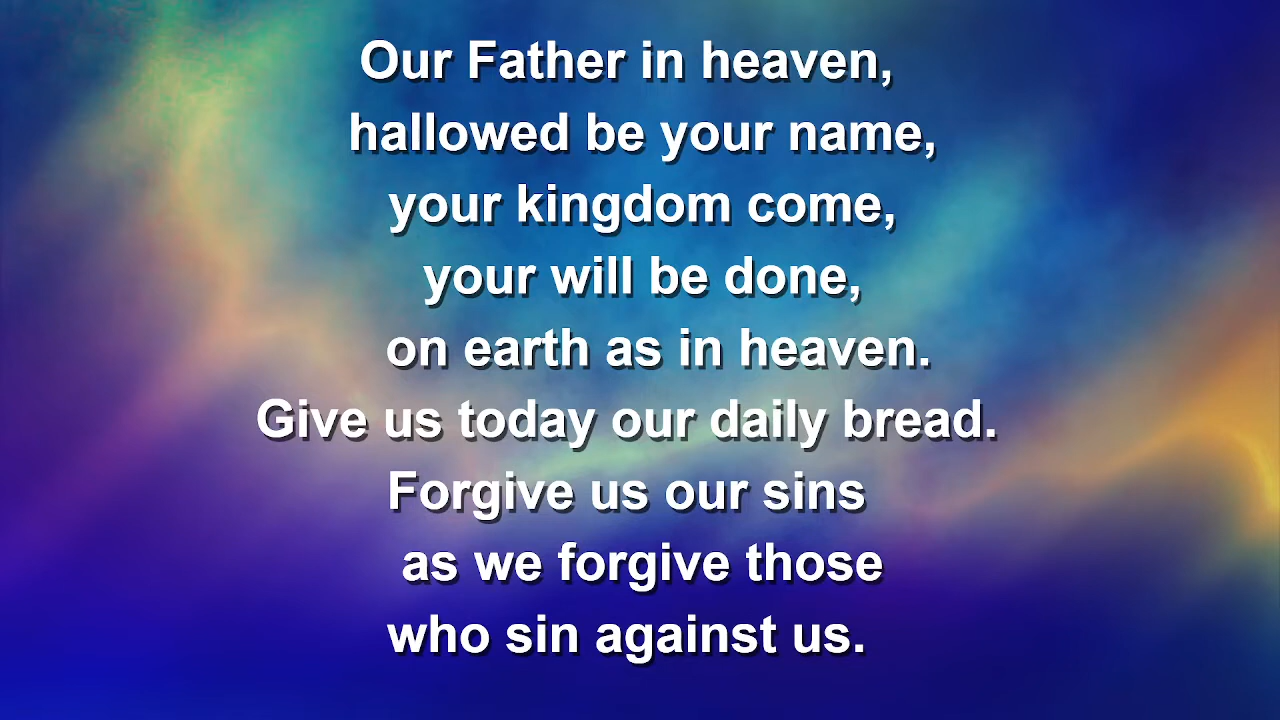 Our Father in heaven,
hallowed be your name,
your kingdom come,
your will be done,
on earth as in heaven.
Give us today our daily bread.
Forgive us our sins
as we forgive those
who sin against us.